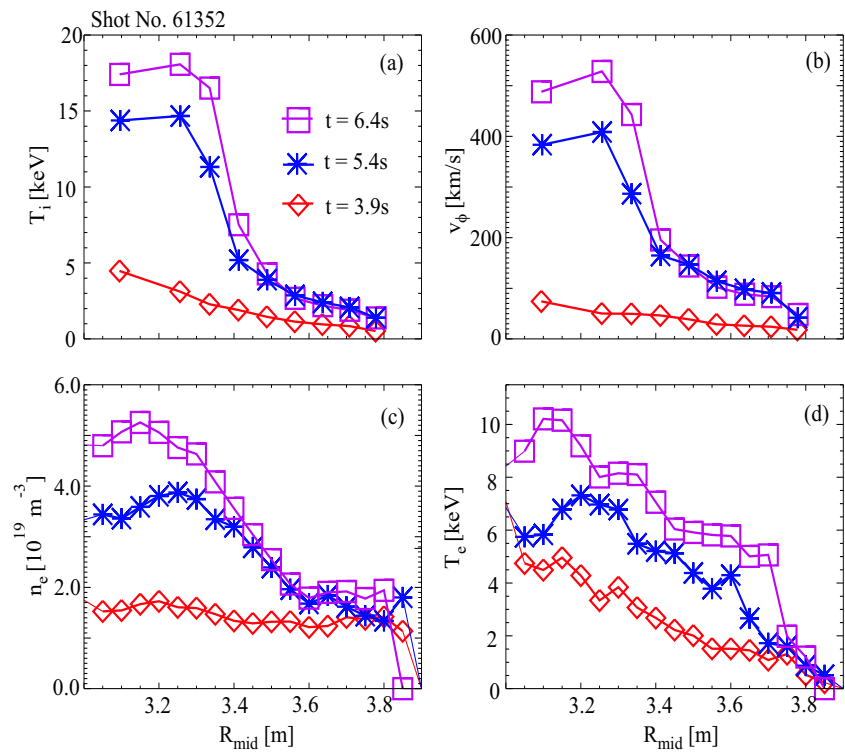 Shot No. 61352
20
15
10
5
0
T_i [keV]
(a)
t = 6.4s
t = 5.4s
t = 3.9s
600
400
200
0
v_ϕ [km/s]
(b)
6.0
4.0
2.0
0.0
n_e [10^19 m^-3]
(c)
3.2 3.4 3.6 3.8
R_mid [m]
10
8
6
4
2
0
T_e [keV]
(d)
3.2 3.4 3.6 3.8
R_mid [m]